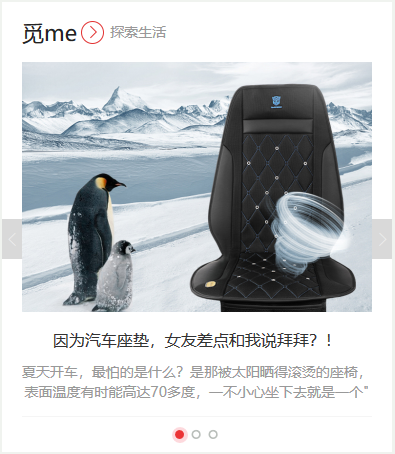 觅me 探索生活
因为汽车座垫，女友差点和我说拜拜？！
夏天开车，最怕的是什么？是那被太阳晒得滚烫的座椅，
表面温度有时能高达70多度，一不小心坐下去就是一个"